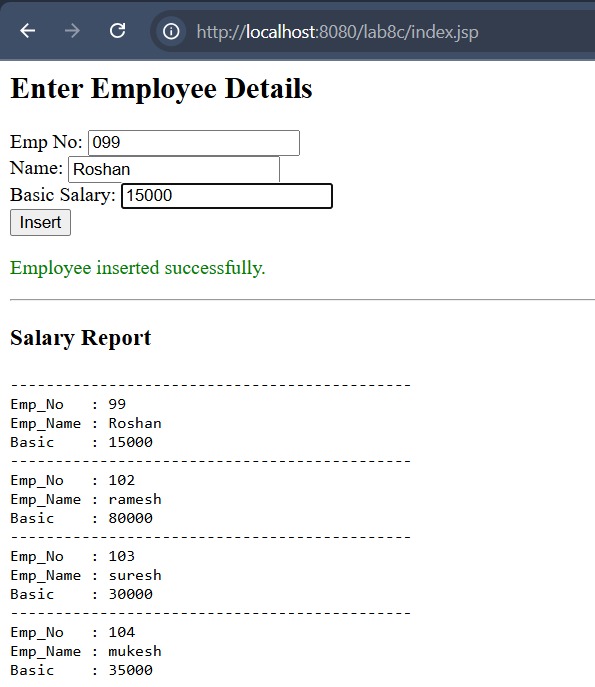 http://localhost:8080/lab8c/index.jsp
Enter Employee Details
Emp No: 099
Name: Roshan
Basic Salary: 15000
Insert
Employee inserted successfully.
Salary Report
--------------------------------------------
Emp_No   : 99
Emp_Name : Roshan
Basic    : 15000
--------------------------------------------
Emp_No   : 102
Emp_Name : ramesh
Basic    : 80000
--------------------------------------------
Emp_No   : 103
Emp_Name : suresh
Basic    : 30000
--------------------------------------------
Emp_No   : 104
Emp_Name : mukesh
Basic    : 35000